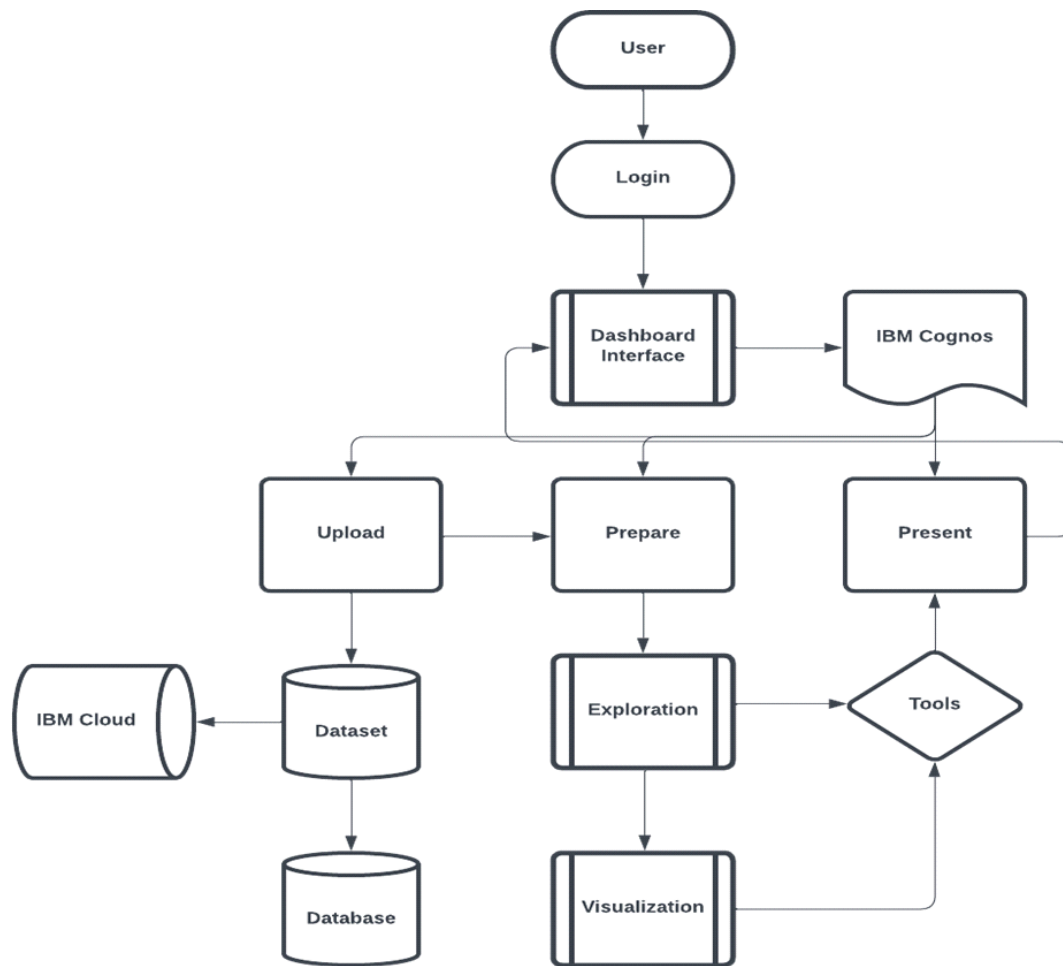 User
Login
Dashboard
Interface
IBM Cognos
Upload
Prepare
Present
IBM Cloud
Dataset
Exploration
Tools
Database
Visualization